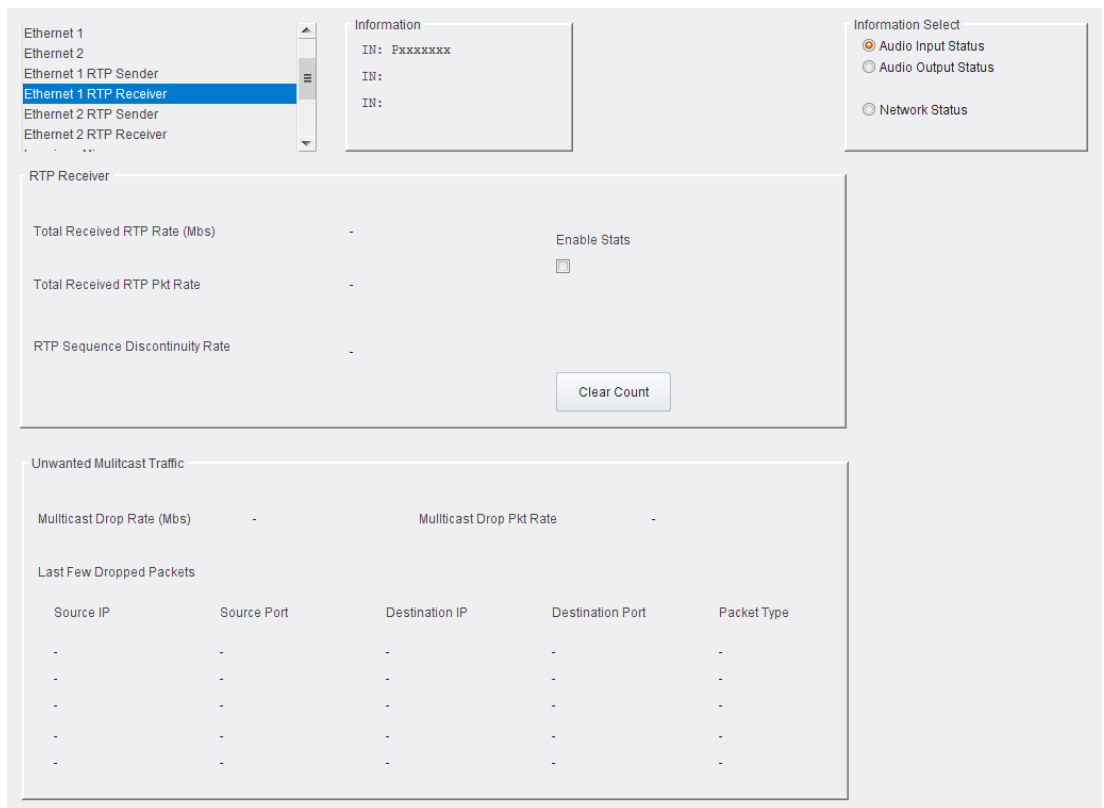 Ethernet 1
Ethernet 2
Ethernet 1 RTP Sender
Ethernet 1 RTP Receiver
Ethernet 2 RTP Sender
Ethernet 2 RTP Receiver
Information
IN: Pxxxxxxx
IN:
IN:
Information Select
Audio Input Status
Audio Output Status
Network Status
RTP Receiver
Total Received RTP Rate (Mbs) -
Enable Stats
Total Received RTP Pkt Rate -
RTP Sequence Discontinuity Rate -
Clear Count
Unwanted Mulitcast Traffic
Mullticast Drop Rate (Mbs) - Mullticast Drop Pkt Rate -
Last Few Dropped Packets
Source IP Source Port Destination IP Destination Port Packet Type
- - - - -
- - - - -
- - - - -
- - - - -
- - - - -